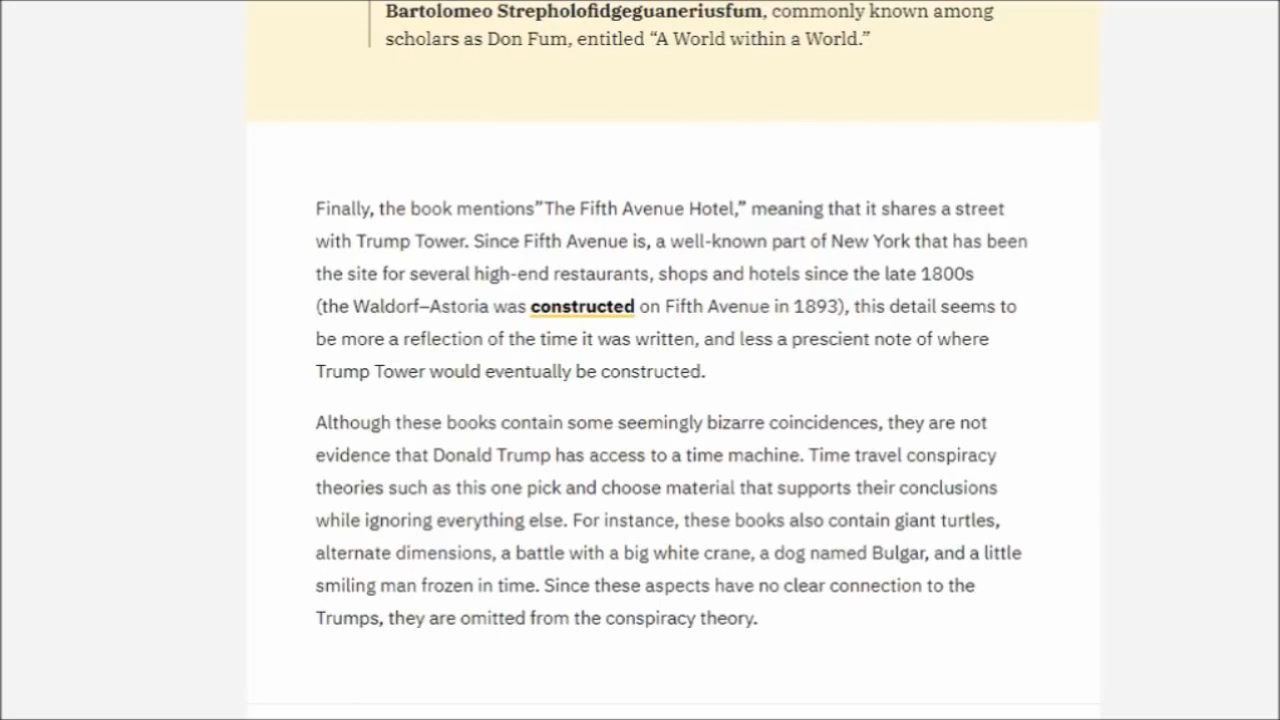 Bartolomeo Strepholofidgeguaneriusfum, commonly known among
scholars as Don Fum, entitled “A World within a World.”
Finally, the book mentions”The Fifth Avenue Hotel,” meaning that it shares a street
with Trump Tower. Since Fifth Avenue is, a well-known part of New York that has been
the site for several high-end restaurants, shops and hotels since the late 1800s
(the Waldorf–Astoria was constructed on Fifth Avenue in 1893), this detail seems to
be more a reflection of the time it was written, and less a prescient note of where
Trump Tower would eventually be constructed.
Although these books contain some seemingly bizarre coincidences, they are not
evidence that Donald Trump has access to a time machine. Time travel conspiracy
theories such as this one pick and choose material that supports their conclusions
while ignoring everything else. For instance, these books also contain giant turtles,
alternate dimensions, a battle with a big white crane, a dog named Bulgar, and a little
smiling man frozen in time. Since these aspects have no clear connection to the
Trumps, they are omitted from the conspiracy theory.